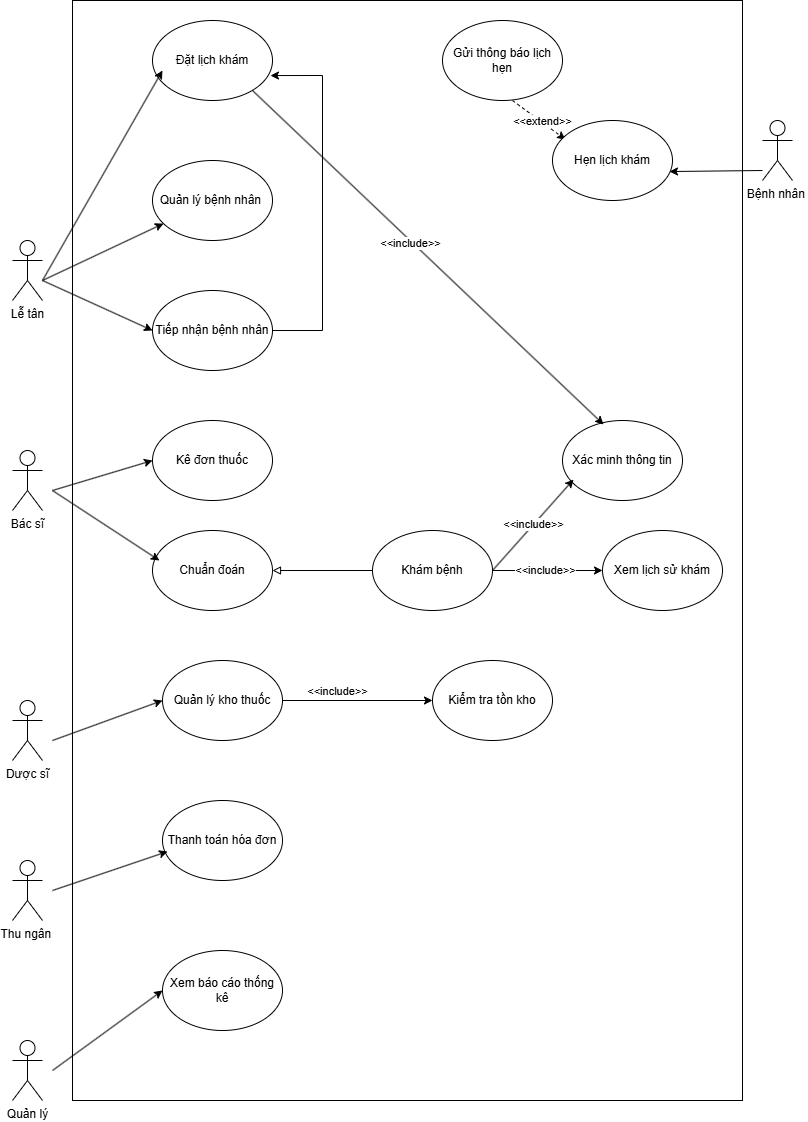 Đặt lịch khám
Gửi thông báo lịch
hẹn
<<extend>>
Hẹn lịch khám
Bệnh nhân
Quản lý bệnh nhân
<<include>>
Lễ tân
Tiếp nhận bệnh nhân
Kê đơn thuốc
Xác minh thông tin
Bác sĩ
<<include>>
Chuẩn đoán
Khám bệnh
<<include>>
Xem lịch sử khám
Quản lý kho thuốc
<<include>>
Kiểm tra tồn kho
Dược sĩ
Thanh toán hóa đơn
Thu ngân
Xem báo cáo thống
kê
Quản lý